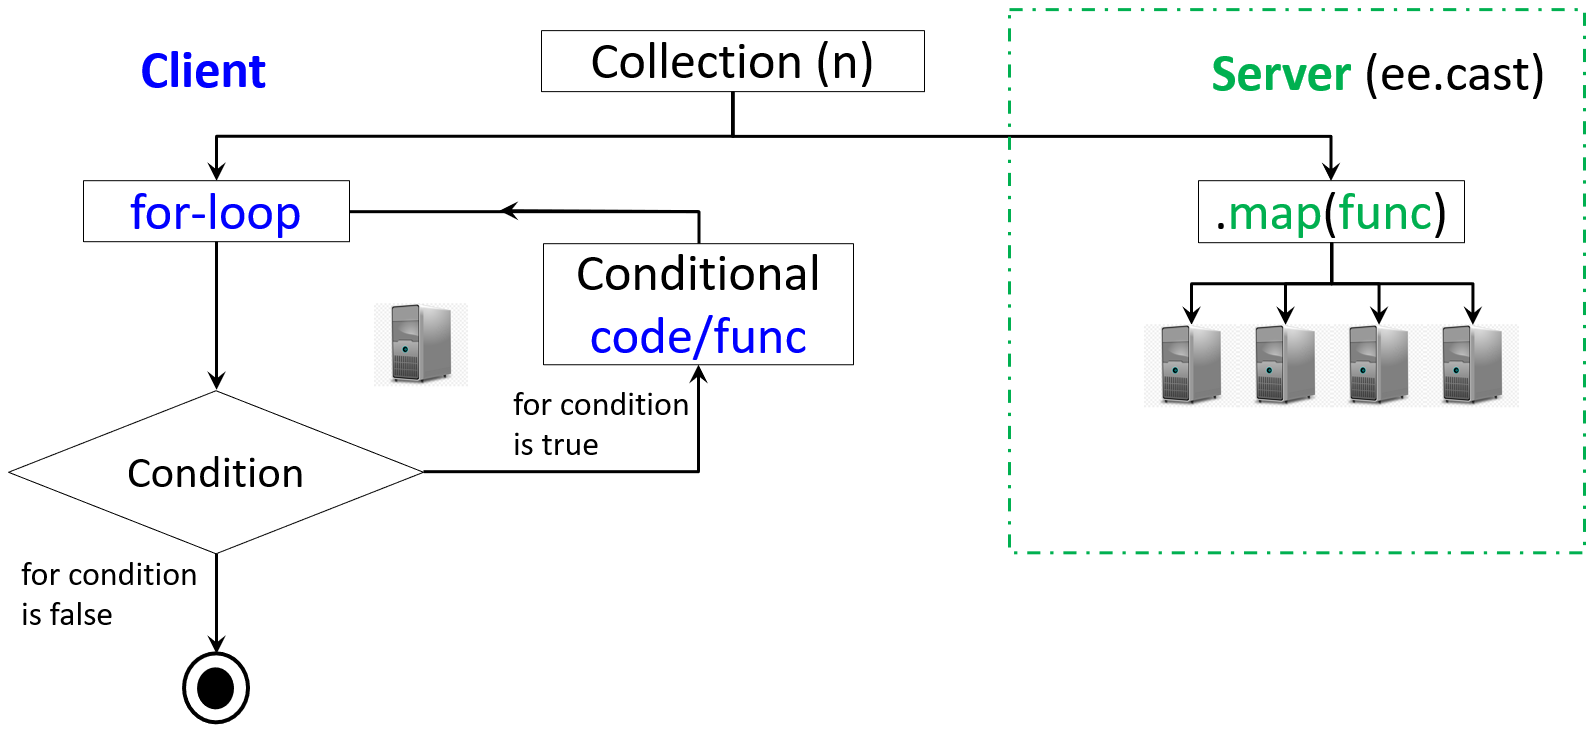 Client
Collection (n)
Server (ee.cast)
for-loop
.map(func)
Conditional
code/func
for condition
is true
Condition
for condition
is false